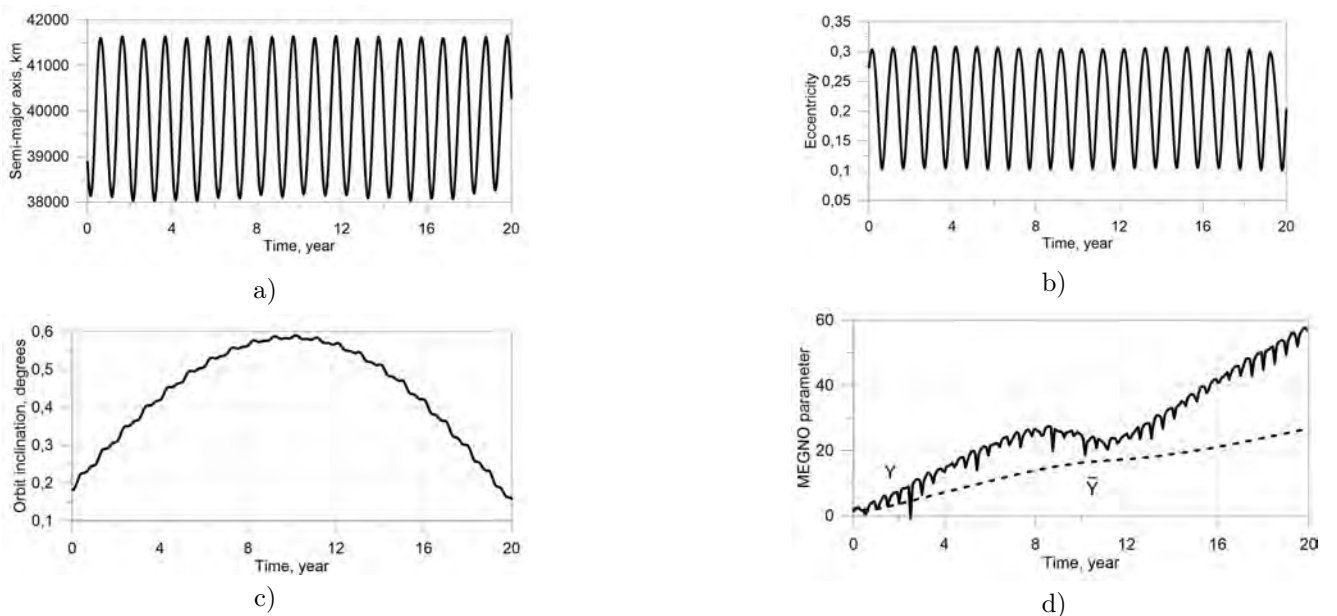 42000
41000
40000
39000
38000
Semi-major axis, km
0 4 8 12 16 20
Time, year
a)
0,35
0,3
0,25
0,2
0,15
0,1
0,05
Eccentricity
0 4 8 12 16 20
Time, year
b)
0,6
0,5
0,4
0,3
0,2
0,1
Orbit inclination, degrees
0 4 8 12 16 20
Time, year
c)
60
40
20
0
MEGNO parameter
Y
Ȳ
0 4 8 12 16 20
Time, year
d)